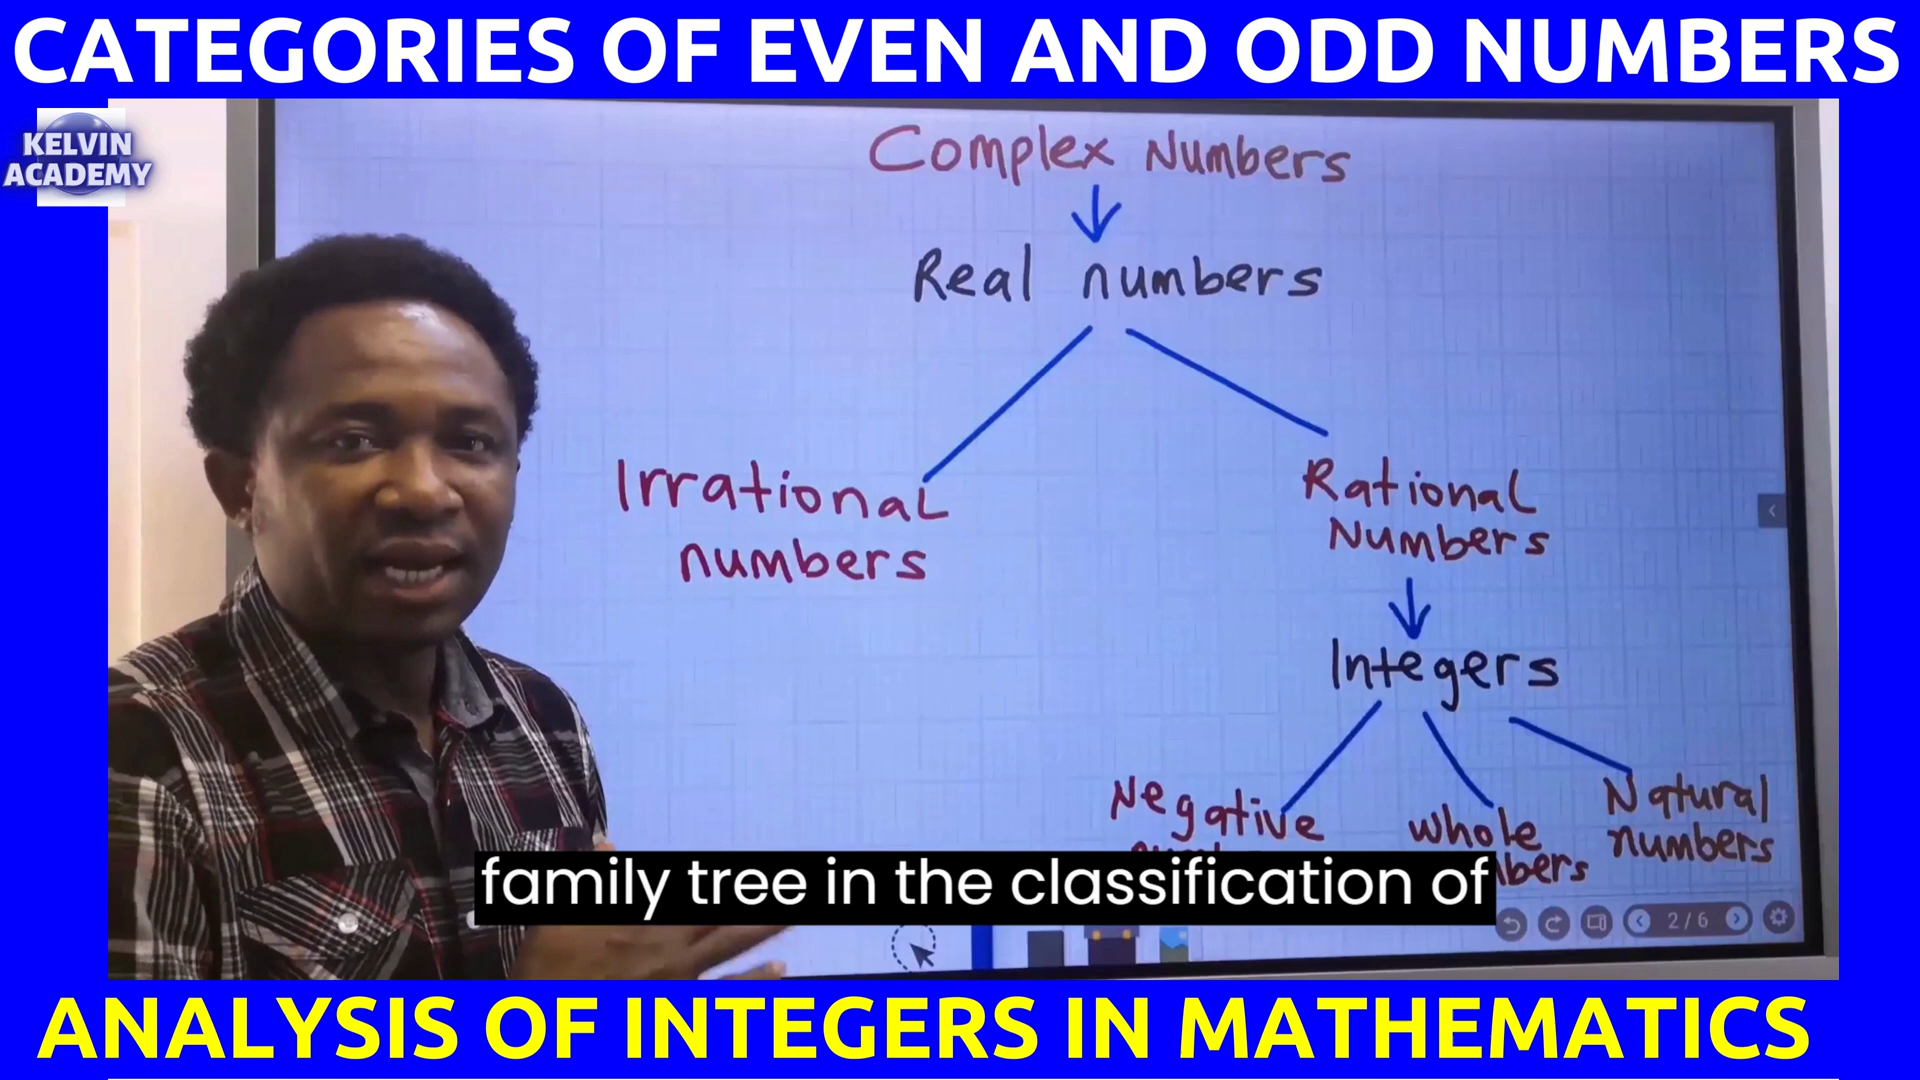 CATEGORIES OF EVEN AND ODD NUMBERS
KELVIN
ACADEMY
Complex Numbers
Real numbers
Irrational
numbers
Rational
Numbers
Integers
Negative
whole
Natural
numbers
family tree in the classification of
2/6
ANALYSIS OF INTEGERS IN MATHEMATICS